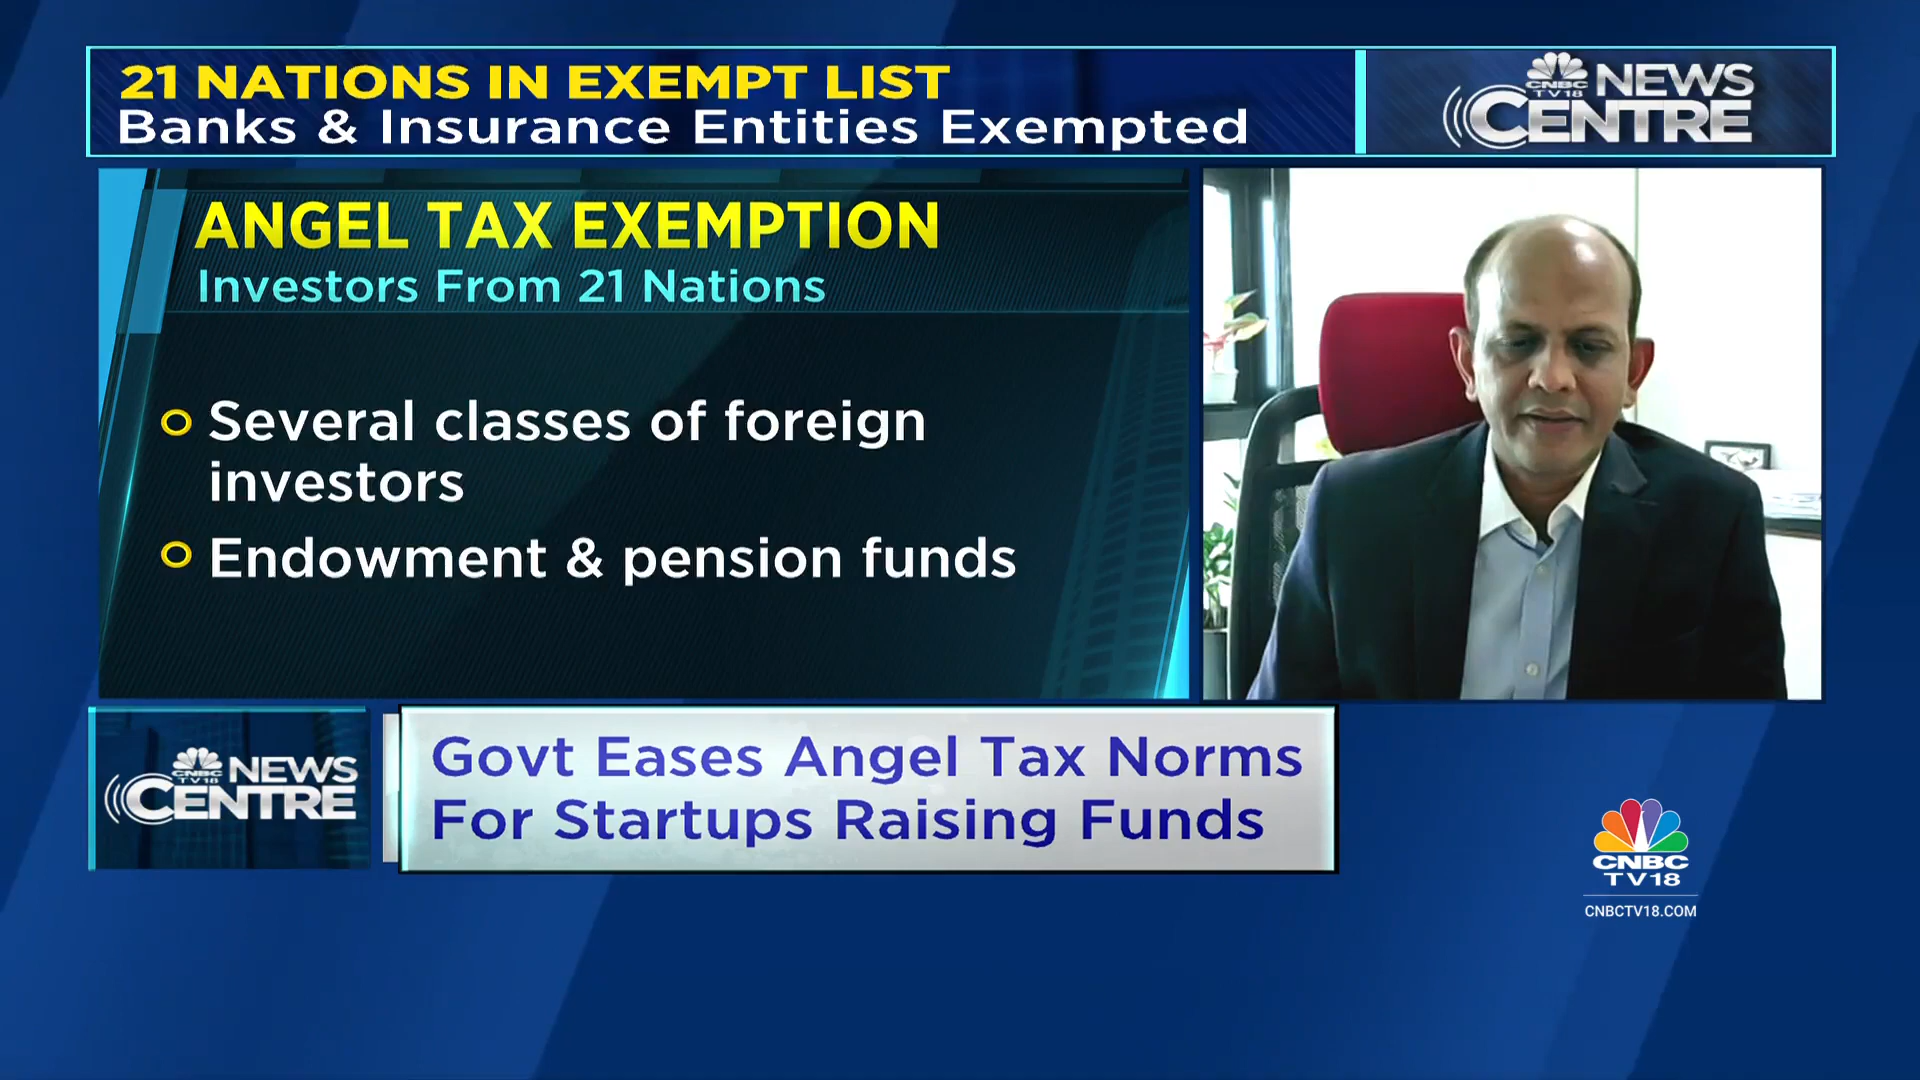 21 NATIONS IN EXEMPT LIST
Banks & Insurance Entities Exempted
CNBC
TV18
NEWS
CENTRE
ANGEL TAX EXEMPTION
Investors From 21 Nations
Several classes of foreign
investors
Endowment & pension funds
CNBC
TV18
NEWS
CENTRE
Govt Eases Angel Tax Norms
For Startups Raising Funds
CNBC
TV18
CNBCTV18.COM